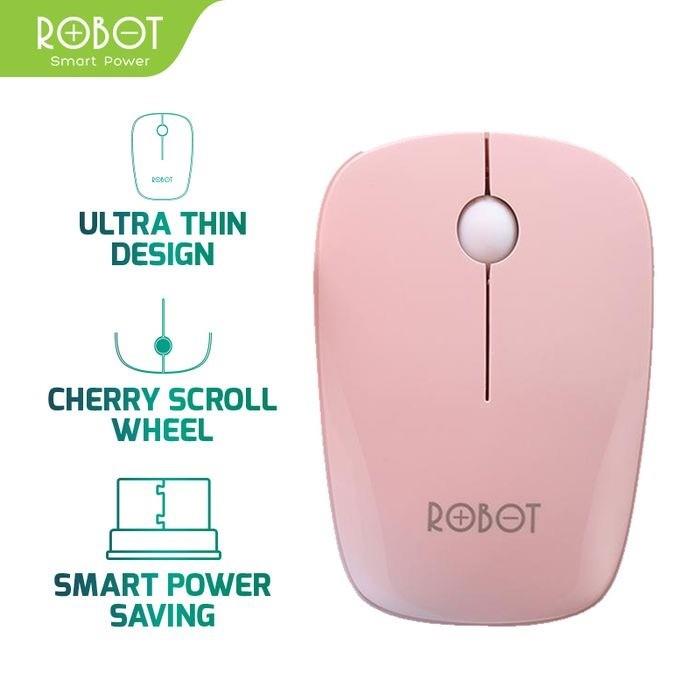 ROBOT
Smart Power
ROBOT
ULTRA THIN
DESIGN
CHERRY SCROLL
WHEEL
SMART POWER
SAVING
ROBOT